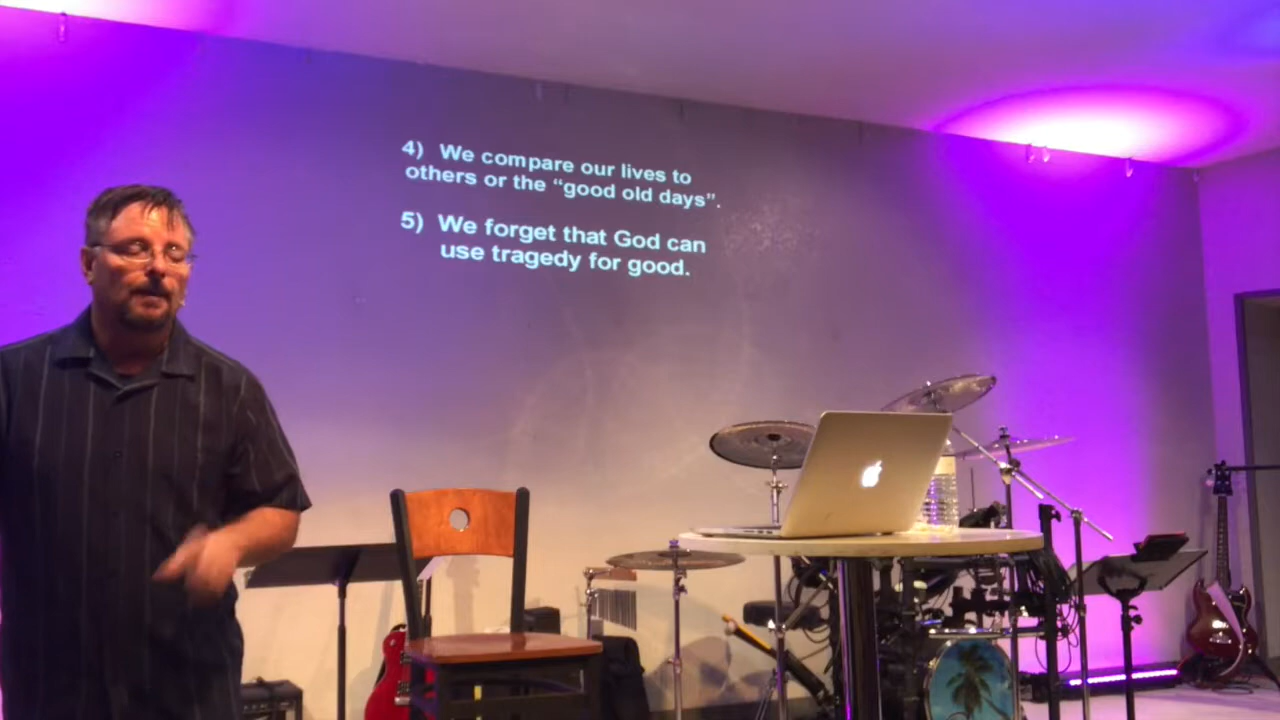 4) We compare our lives to
others or the “good old days”.
5) We forget that God can
use tragedy for good.